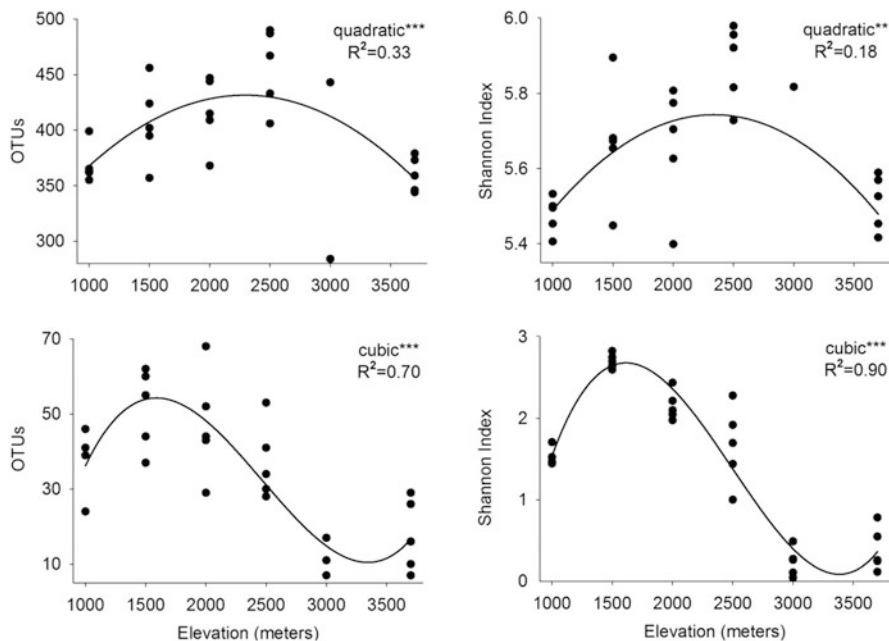 500
450
400
350
300
OTUs
quadratic***
R²=0.33
1000 1500 2000 2500 3000 3500
6.0
5.8
5.6
5.4
Shannon Index
quadratic**
R²=0.18
1000 1500 2000 2500 3000 3500
70
50
30
10
OTUs
cubic***
R²=0.70
1000 1500 2000 2500 3000 3500
Elevation (meters)
3
2
1
0
Shannon Index
cubic***
R²=0.90
1000 1500 2000 2500 3000 3500
Elevation (meters)